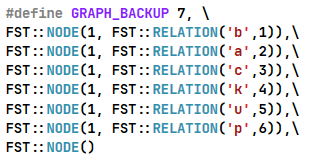 #define GRAPH_BACKUP 7, \
FST::NODE(1, FST::RELATION('b',1)),\
FST::NODE(1, FST::RELATION('a',2)),\
FST::NODE(1, FST::RELATION('c',3)),\
FST::NODE(1, FST::RELATION('k',4)),\
FST::NODE(1, FST::RELATION('u',5)),\
FST::NODE(1, FST::RELATION('p',6)),\
FST::NODE()